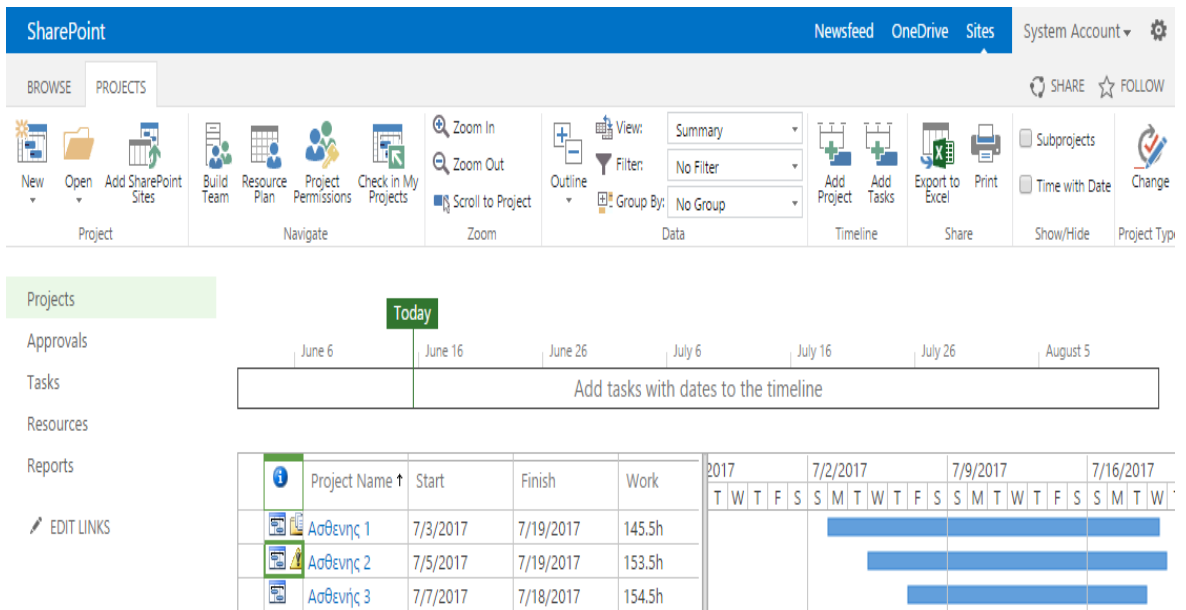 SharePoint
Newsfeed OneDrive Sites System Account
BROWSE PROJECTS
SHARE FOLLOW
New
Open
Add SharePoint Sites
Project
Build Team
Resource Plan
Project Permissions
Check in My Projects
Navigate
Zoom In
Zoom Out
Scroll to Project
Zoom
Outline
View: Summary
Filter: No Filter
Group By: No Group
Data
Add Project
Add Tasks
Timeline
Export to Excel
Print
Share
Subprojects
Time with Date
Show/Hide
Change
Project Typ
Projects
Approvals
Tasks
Resources
Reports
EDIT LINKS
Today
June 6 June 16 June 26 July 6 July 16 July 26 August 5
Add tasks with dates to the timeline
Project Name Start Finish Work
2017 7/2/2017 7/9/2017 7/16/2017
T W T F S S M T W T F S S M T W T F S S M T W
Ασθενης 1 7/3/2017 7/19/2017 145.5h
Ασθενης 2 7/5/2017 7/19/2017 153.5h
Ασθενής 3 7/7/2017 7/18/2017 154.5h